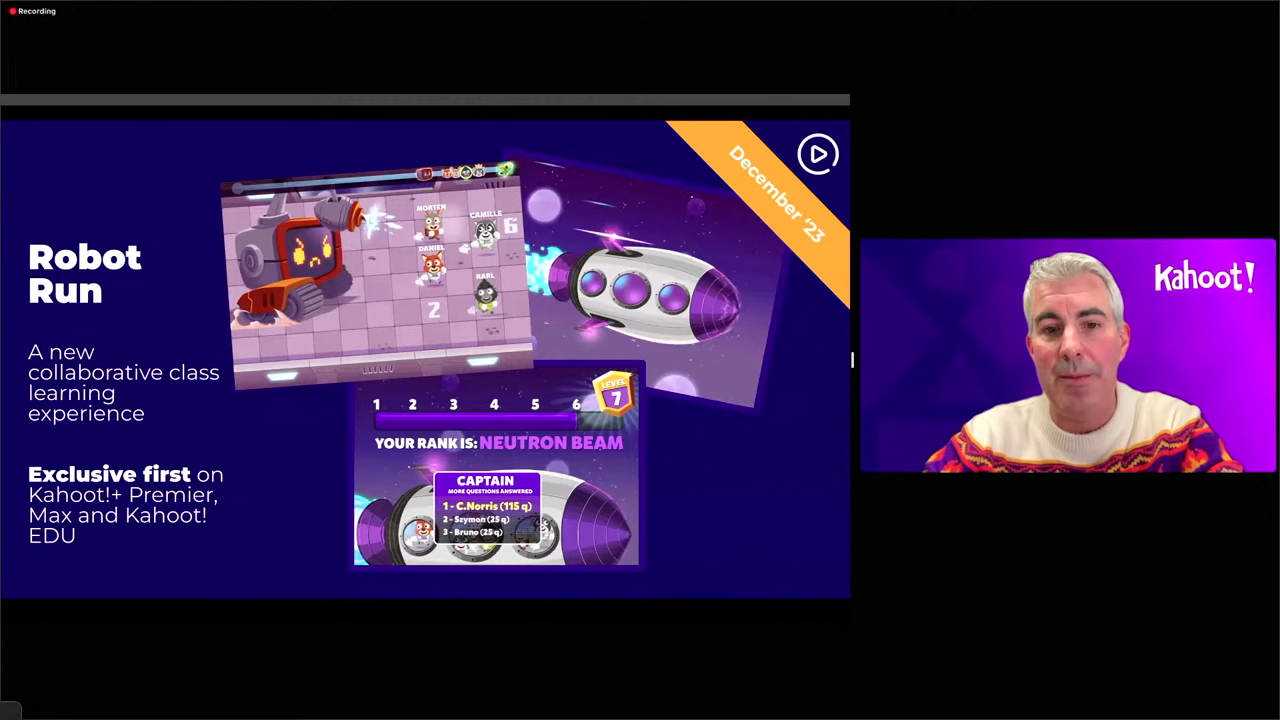 Recording
December ‘23
MORTEN
CAMILLE
6
DANIEL
KARL
2
Robot
Run
A new
collaborative class
learning
experience
Exclusive first on
Kahoot!+ Premier,
Max and Kahoot!
EDU
LEVEL
7
1 2 3 4 5 6
YOUR RANK IS: NEUTRON BEAM
CAPTAIN
MORE QUESTIONS ANSWERED
1 - C.Norris (115 q)
2 - Szymon (25 q)
3 - Bruno (25 q)
Kahoot!